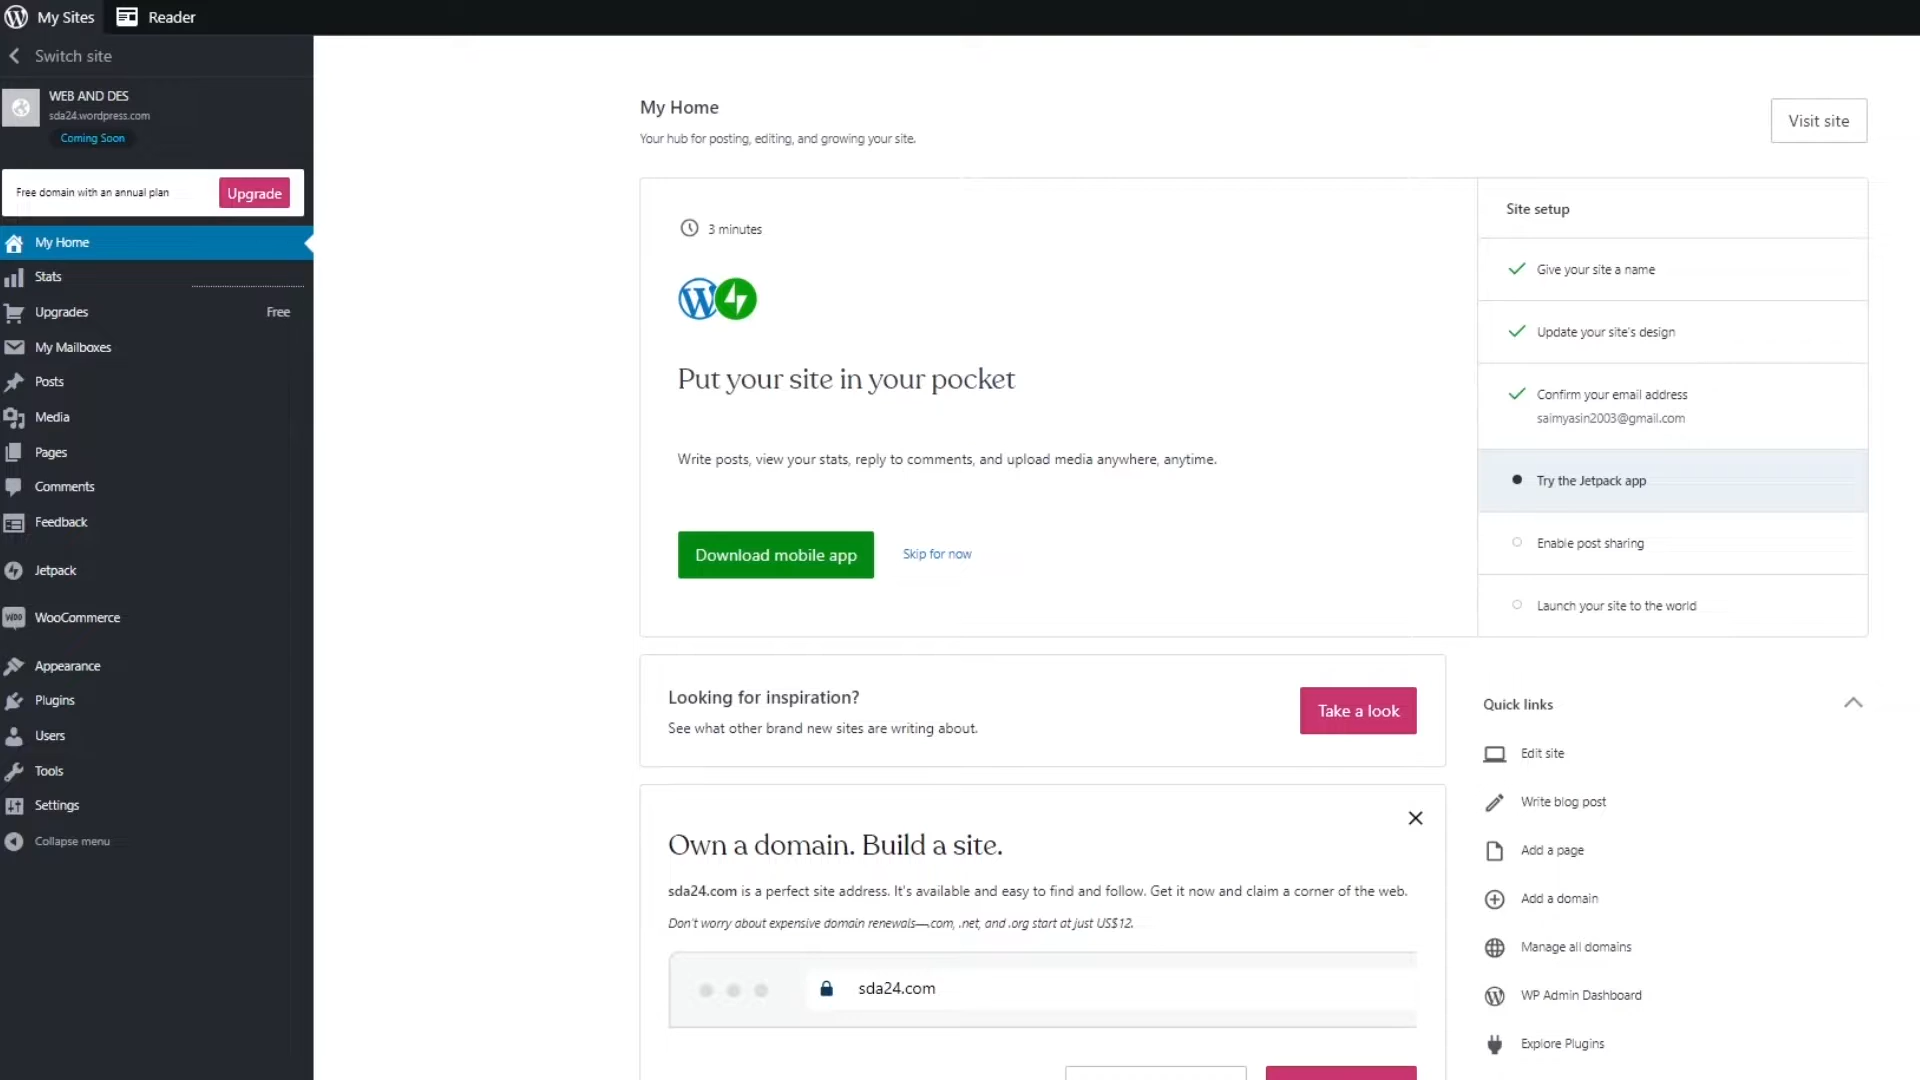 My Sites
Reader
Switch site
WEB AND DES
sda24.wordpress.com
Coming Soon
Free domain with an annual plan
Upgrade
My Home
Stats
Upgrades
Free
My Mailboxes
Posts
Media
Pages
Comments
Feedback
Jetpack
WooCommerce
Appearance
Plugins
Users
Tools
Settings
Collapse menu
My Home
Your hub for posting, editing, and growing your site.
Visit site
3 minutes
Put your site in your pocket
Write posts, view your stats, reply to comments, and upload media anywhere, anytime.
Download mobile app
Skip for now
Site setup
Give your site a name
Update your site's design
Confirm your email address
saimyasin2003@gmail.com
Try the Jetpack app
Enable post sharing
Launch your site to the world
Looking for inspiration?
See what other brand new sites are writing about.
Take a look
Own a domain. Build a site.
sda24.com is a perfect site address. It's available and easy to find and follow. Get it now and claim a corner of the web.
Don't worry about expensive domain renewals—.com, .net, and .org start at just US$12.
sda24.com
Quick links
Edit site
Write blog post
Add a page
Add a domain
Manage all domains
WP Admin Dashboard
Explore Plugins